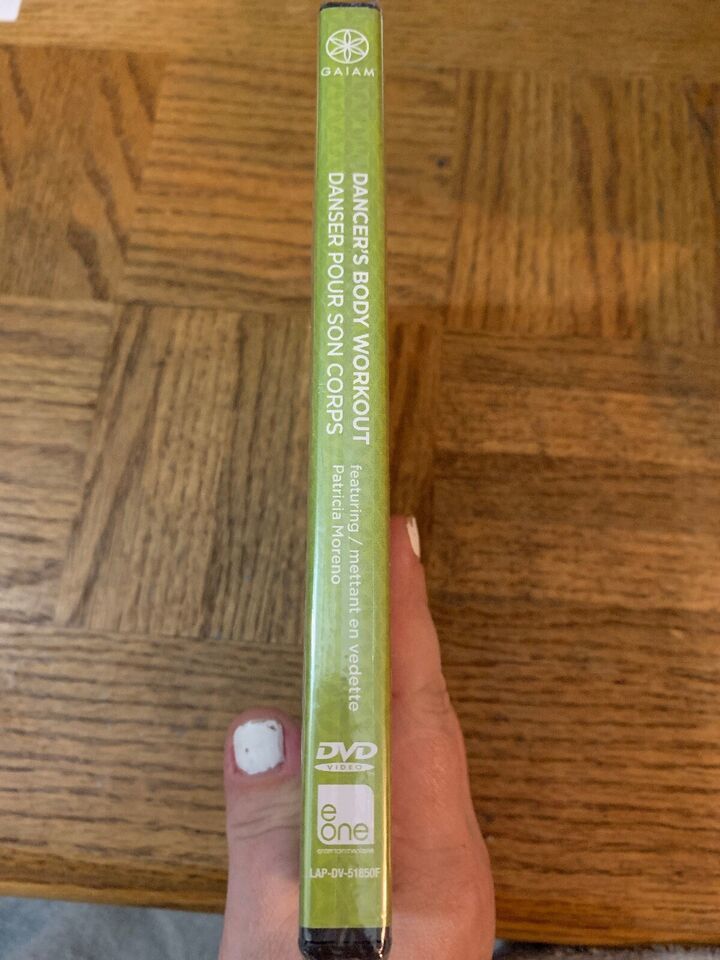 GAIAM
DANCER'S BODY WORKOUT
DANSER POUR SON CORPS
featuring / mettant en vedette
Patricia Moreno
DVD
VIDEO
e
one
LAP-DV-51850F